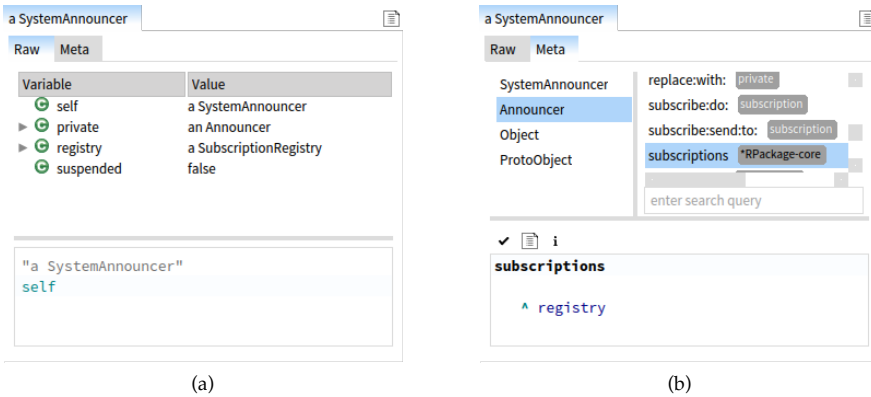 a SystemAnnouncer
Raw Meta
Variable Value
self a SystemAnnouncer
private an Announcer
registry a SubscriptionRegistry
suspended false
"a SystemAnnouncer"
self
(a)
a SystemAnnouncer
Raw Meta
SystemAnnouncer
Announcer
Object
ProtoObject
replace:with: private
subscribe:do: subscription
subscribe:send:to: subscription
subscriptions *RPackage-core
enter search query
i
subscriptions
^ registry
(b)